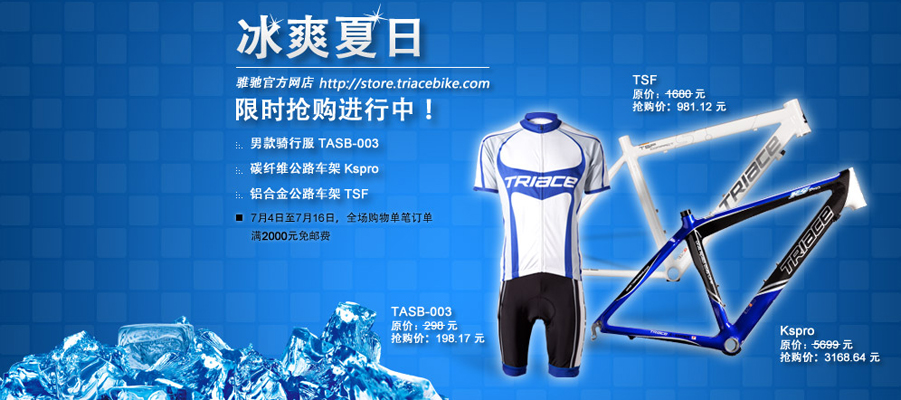 冰爽夏日
骓驰官方网店 http://store.triacebike.com
限时抢购进行中！
男款骑行服 TASB-003
碳纤维公路车架 Kspro
铝合金公路车架 TSF
■ 7月4日至7月16日，全场购物单笔订单
满2000元免邮费
TSF
原价：1680 元
抢购价：981.12 元
TRIACE
TRIACE
TRIACE
TRIACE
TASB-003
原价：298 元
抢购价：198.17 元
Kspro
原价：5699 元
抢购价：3168.64 元